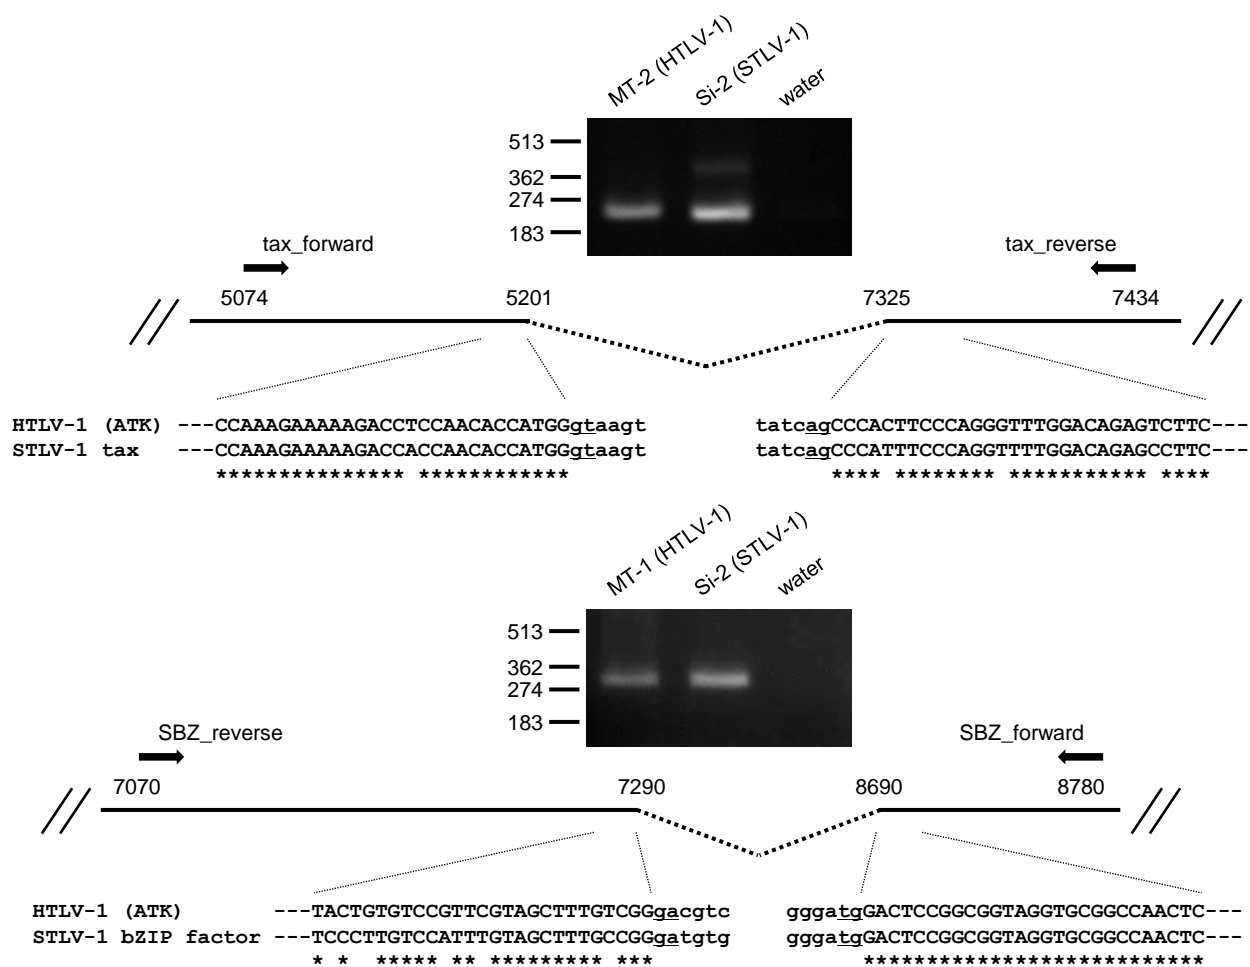 MT-2 (HTLV-1)
Si-2 (STLV-1)
water
513
362
274
183
tax_forward
tax_reverse
5074
5201
7325
7434
HTLV-1 (ATK) ---CCAAAGAAAAAGACCTCCAACACCATGGgtaagt tatcagCCCACTTCCCAGGGTTTGGACAGAGTCTTC---
STLV-1 tax ---CCAAAGAAAAAGACCACCAACACCATGGgtaagt tatcagCCCATTTCCCAGGTTTTGGACAGAGCCTTC---
*************** ************ **** ******** *********** ****
MT-1 (HTLV-1)
Si-2 (STLV-1)
water
513
362
274
183
SBZ_reverse
SBZ_forward
7070
7290
8690
8780
HTLV-1 (ATK) ---TACTGTGTCCGTTCGTAGCTTTGTCGGgacgtc gggatgGACTCCGGCGGTAGGTGCGGCCAACTC---
STLV-1 bZIP factor ---TCCCTTGTCCATTTGTAGCTTTGCCGGgatgtg gggatgGACTCCGGCGGTAGGTGCGGCCAACTC---
* * ***** ** ********* *** ***************************